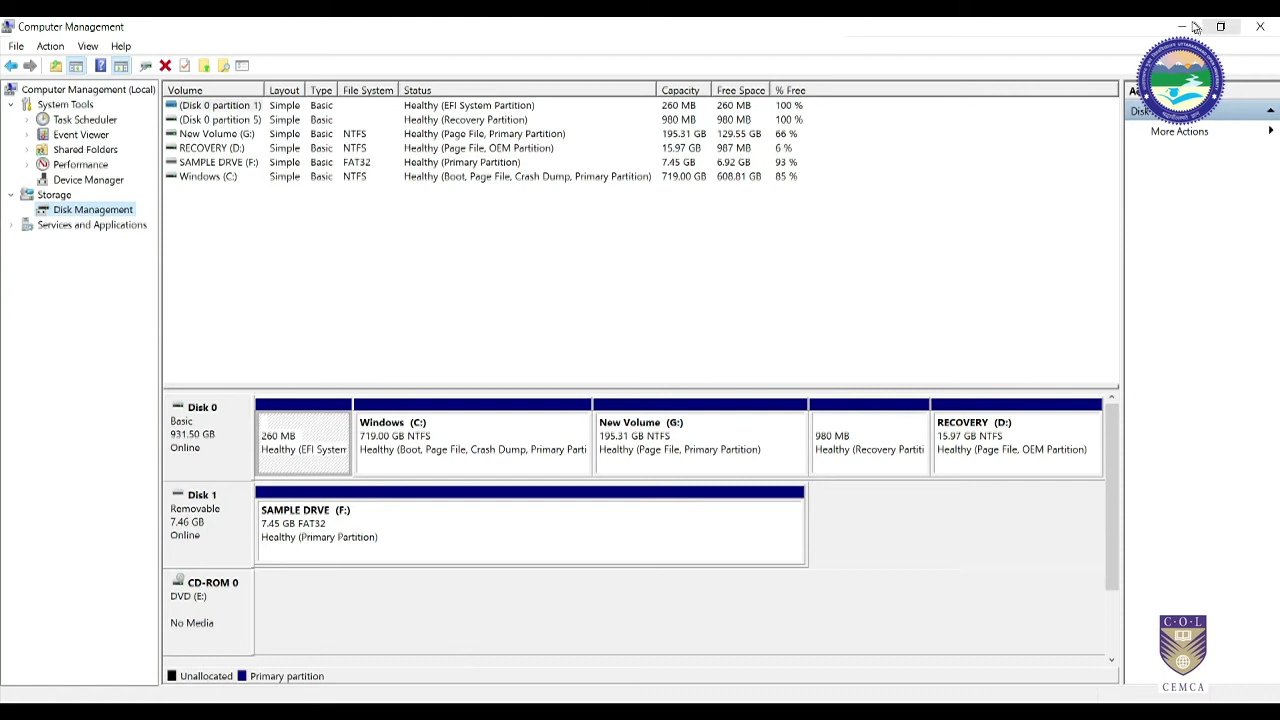 Computer Management
File Action View Help
Computer Management (Local)
System Tools
Task Scheduler
Event Viewer
Shared Folders
Performance
Device Manager
Storage
Disk Management
Services and Applications
Volume Layout Type File System Status Capacity Free Space % Free
(Disk 0 partition 1) Simple Basic Healthy (EFI System Partition) 260 MB 260 MB 100 %
(Disk 0 partition 5) Simple Basic Healthy (Recovery Partition) 980 MB 980 MB 100 %
New Volume (G:) Simple Basic NTFS Healthy (Page File, Primary Partition) 195.31 GB 129.55 GB 66 %
RECOVERY (D:) Simple Basic NTFS Healthy (Page File, OEM Partition) 15.97 GB 987 MB 6 %
SAMPLE DRVE (F:) Simple Basic FAT32 Healthy (Primary Partition) 7.45 GB 6.92 GB 93 %
Windows (C:) Simple Basic NTFS Healthy (Boot, Page File, Crash Dump, Primary Partition) 719.00 GB 608.81 GB 85 %
More Actions
Disk 0
Basic
931.50 GB
Online
260 MB
Healthy (EFI System
Windows (C:)
719.00 GB NTFS
Healthy (Boot, Page File, Crash Dump, Primary Parti
New Volume (G:)
195.31 GB NTFS
Healthy (Page File, Primary Partition)
980 MB
Healthy (Recovery Partiti
RECOVERY (D:)
15.97 GB NTFS
Healthy (Page File, OEM Partition)
Disk 1
Removable
7.46 GB
Online
SAMPLE DRVE (F:)
7.45 GB FAT32
Healthy (Primary Partition)
CD-ROM 0
DVD (E:)
No Media
Unallocated Primary partition
C·O·L
CEMCA